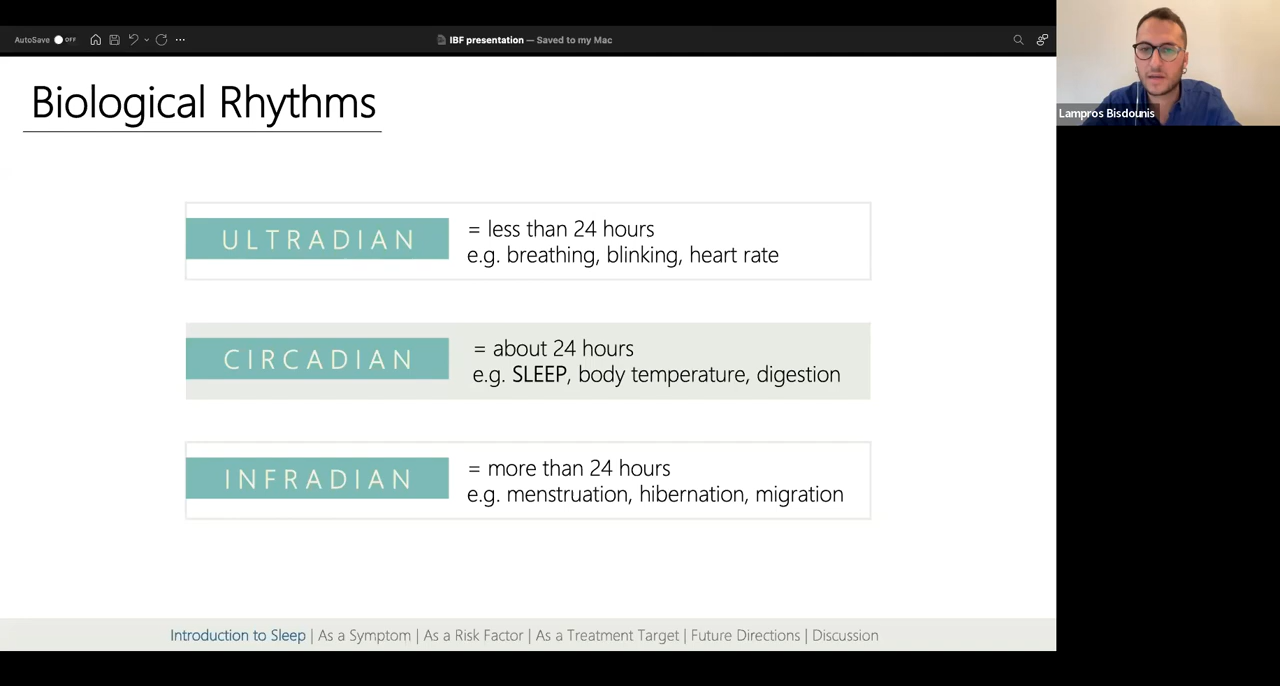 AutoSave OFF
IBF presentation — Saved to my Mac
Lampros Bisdounis
Biological Rhythms
ULTRADIAN
= less than 24 hours
e.g. breathing, blinking, heart rate
CIRCADIAN
= about 24 hours
e.g. SLEEP, body temperature, digestion
INFRADIAN
= more than 24 hours
e.g. menstruation, hibernation, migration
Introduction to Sleep | As a Symptom | As a Risk Factor | As a Treatment Target | Future Directions | Discussion